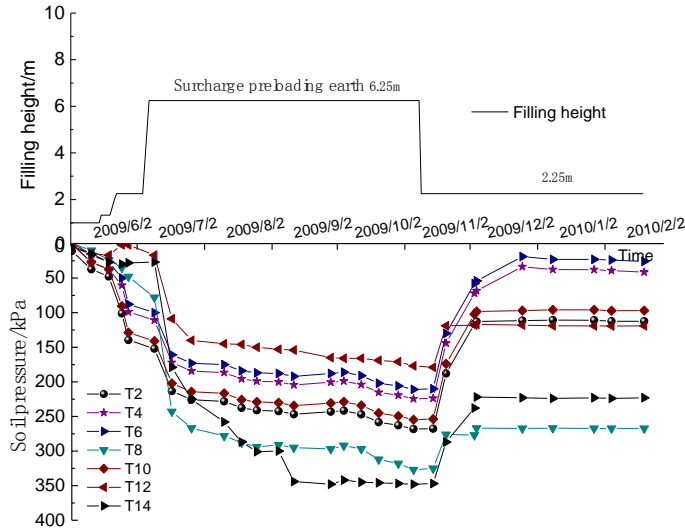 10
8
6
4
2
0
Filling height/m
Surcharge preloading earth 6.25m
Filling height
2.25m
2009/6/2
2009/7/2
2009/8/2
2009/9/2
2009/10/2
2009/11/2
2009/12/2
2010/1/2
2010/2/2
Time
0
50
100
150
200
250
300
350
400
Soilpressure/kPa
T2
T4
T6
T8
T10
T12
T14